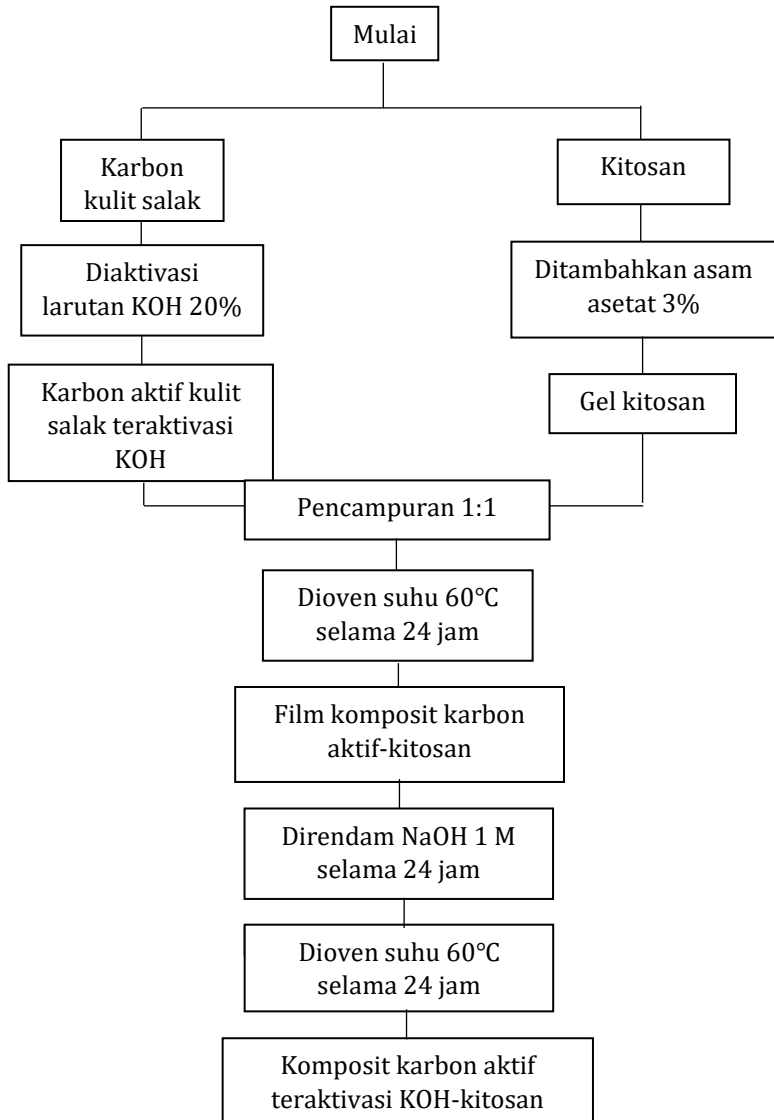 Mulai
Karbon
kulit salak
Kitosan
Diaktivasi
larutan KOH 20%
Ditambahkan asam
asetat 3%
Karbon aktif kulit
salak teraktivasi
KOH
Gel kitosan
Pencampuran 1:1
Dioven suhu 60°C
selama 24 jam
Film komposit karbon
aktif-kitosan
Direndam NaOH 1 M
selama 24 jam
Dioven suhu 60°C
selama 24 jam
Komposit karbon aktif
teraktivasi KOH-kitosan